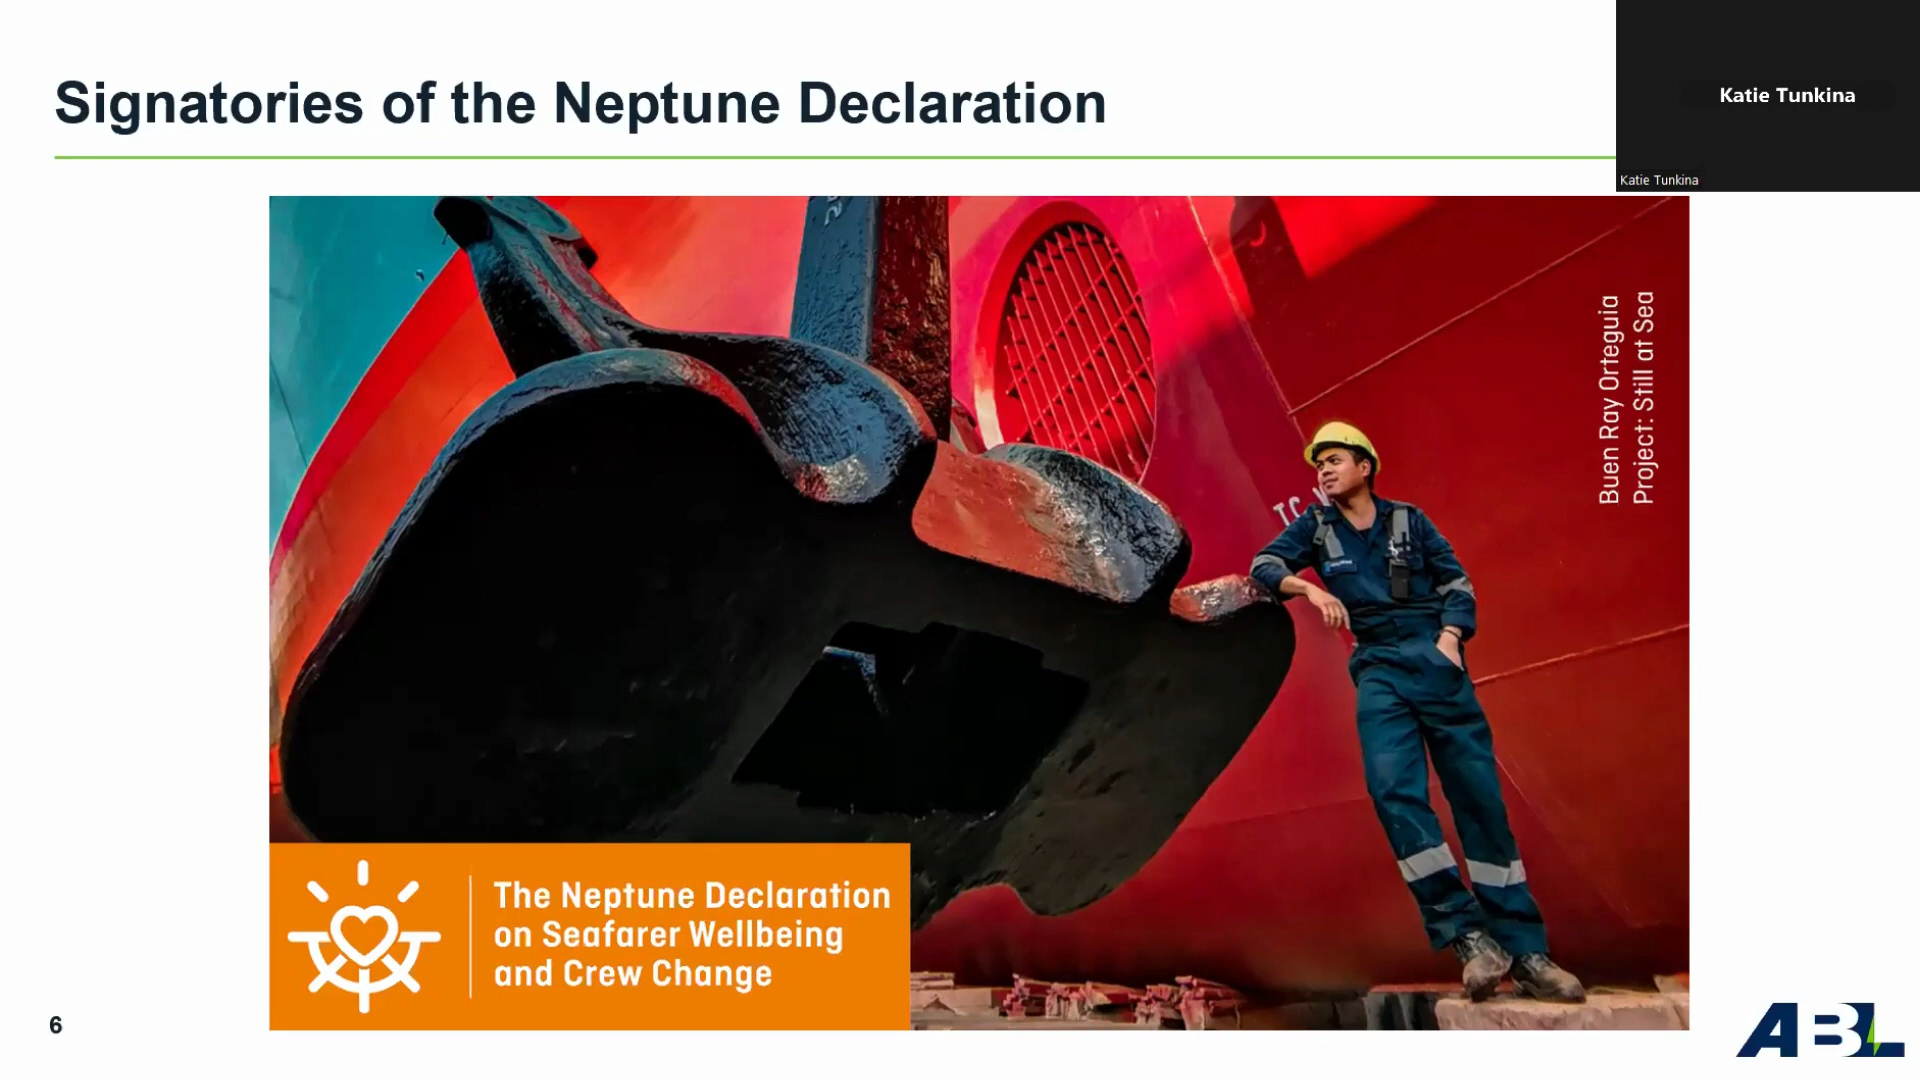 Signatories of the Neptune Declaration
Katie Tunkina
Katie Tunkina
Buen Ray Orteguia
Project: Still at Sea
TC
The Neptune Declaration
on Seafarer Wellbeing
and Crew Change
6
ABL